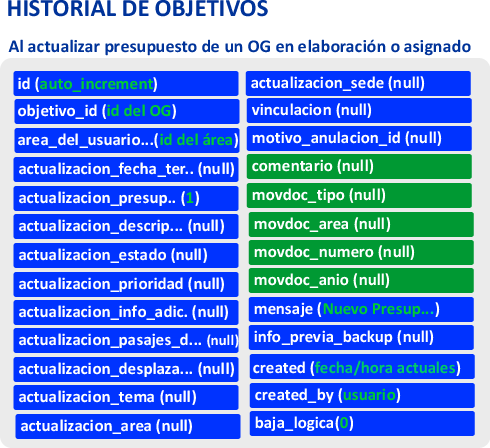 HISTORIAL DE OBJETIVOS
Al actualizar presupuesto de un OG en elaboración o asignado
id (auto_increment)
objetivo_id (id del OG)
area_del_usuario...(id del área)
actualizacion_fecha_ter.. (null)
actualizacion_presup.. (1)
actualizacion_descrip... (null)
actualizacion_estado (null)
actualizacion_prioridad (null)
actualizacion_info_adic. (null)
actualizacion_pasajes_d... (null)
actualizacion_desplaza... (null)
actualizacion_tema (null)
actualizacion_area (null)
actualizacion_sede (null)
vinculacion (null)
motivo_anulacion_id (null)
comentario (null)
movdoc_tipo (null)
movdoc_area (null)
movdoc_numero (null)
movdoc_anio (null)
mensaje (Nuevo Presup...)
info_previa_backup (null)
created (fecha/hora actuales)
created_by (usuario)
baja_logica(0)